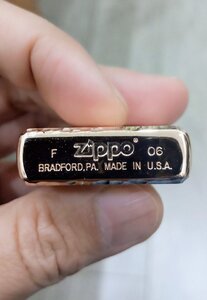 F zippo® 06
BRADFORD,PA. MADE IN U.S.A.